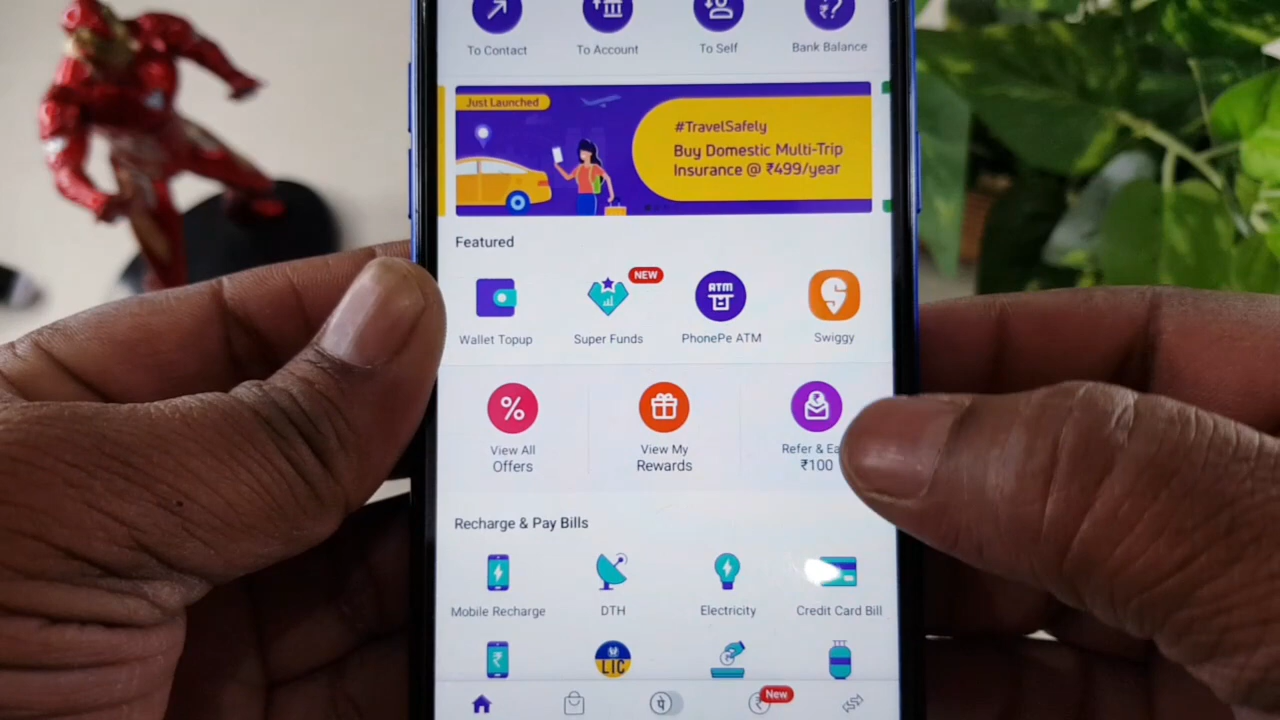 To Contact
To Account
To Self
Bank Balance
Just Launched
#TravelSafely
Buy Domestic Multi-Trip
Insurance @ ₹499/year
Featured
NEW
ATM
Wallet Topup
Super Funds
PhonePe ATM
Swiggy
View All
Offers
View My
Rewards
Refer &
₹100
Recharge & Pay Bills
Mobile Recharge
DTH
Electricity
Credit Card Bill
LIC
New